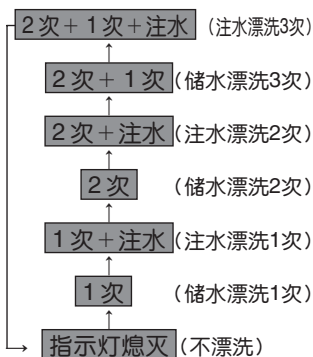 2次＋1次＋注水 (注水漂洗3次)
2次＋1次 (储水漂洗3次)
2次＋注水 (注水漂洗2次)
2次 (储水漂洗2次)
1次＋注水 (注水漂洗1次)
1次 (储水漂洗1次)
指示灯熄灭 (不漂洗)